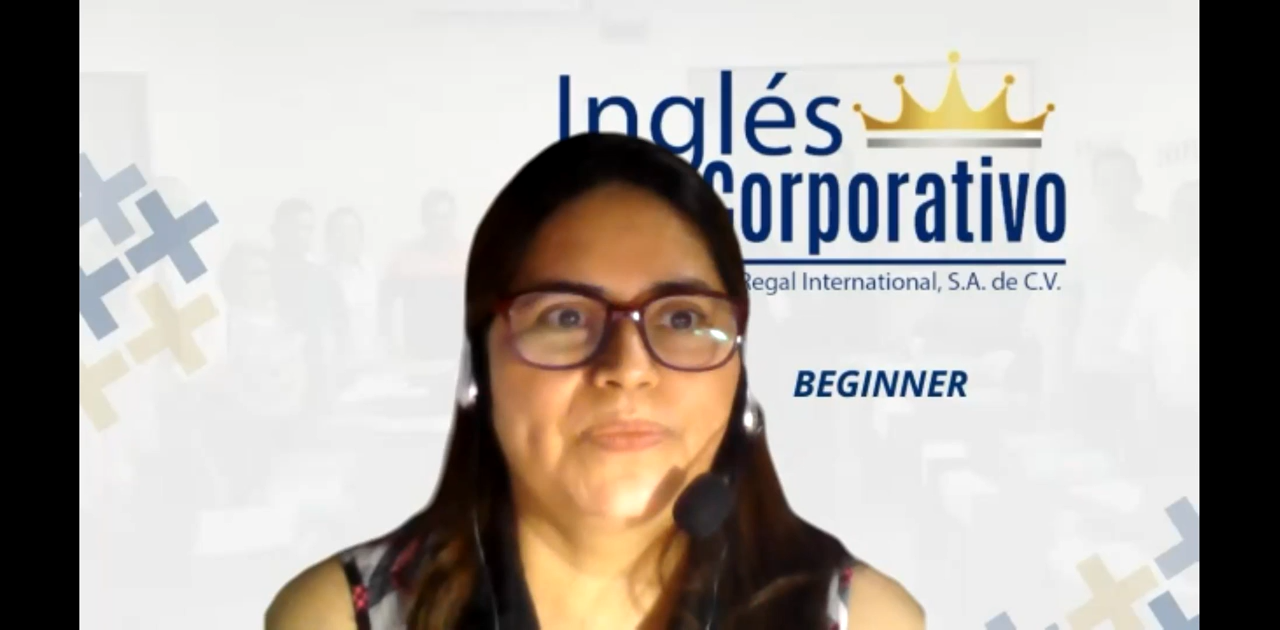 Inglés
Corporativo
Regal International, S.A. de C.V.
BEGINNER